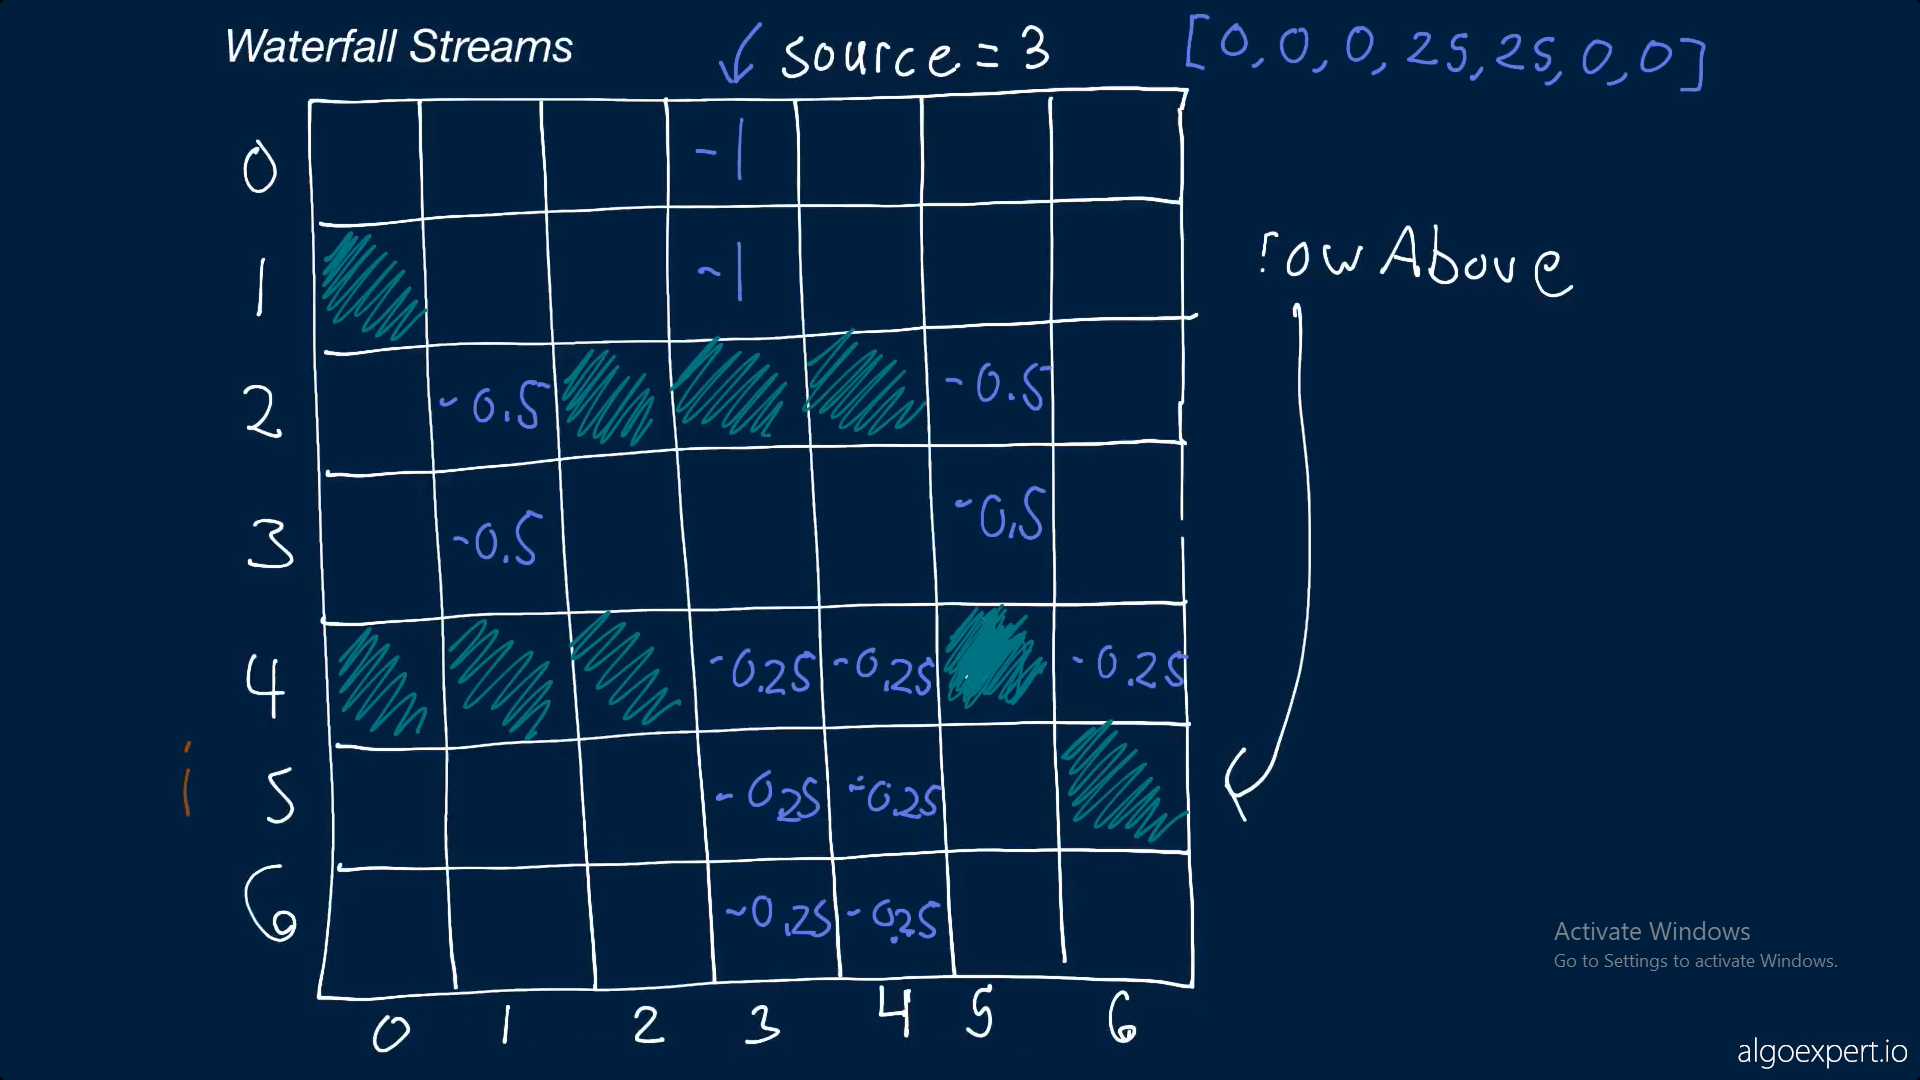 Waterfall Streams
source = 3
[0, 0, 0, 25, 25, 0, 0]
0 -1
1 -1
rowAbove
2 -0.5 -0.5
3 -0.5 -0.5
4 -0.25 -0.25 -0.25
i 5 -0.25 -0.25
6 -0.25 -0.25
0 1 2 3 4 5 6
Activate Windows
Go to Settings to activate Windows.
algoexpert.io